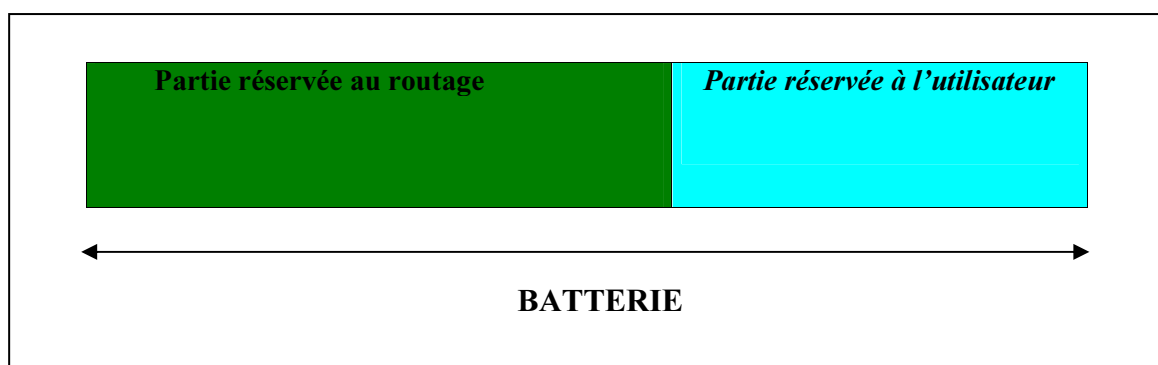 Partie réservée au routage
Partie réservée à l’utilisateur
BATTERIE